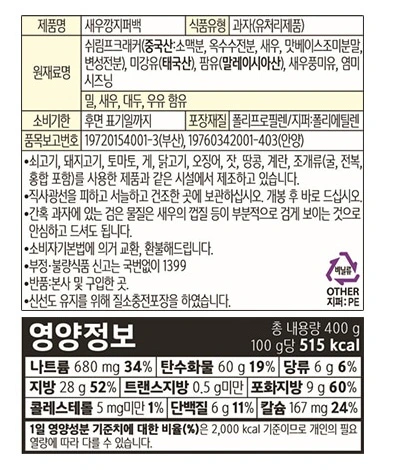 제품명 새우깡지퍼백 식품유형 과자(유처리제품)
원재료명 쉬림프크래커(중국산:소맥분, 옥수수전분, 새우, 맛베이스조미분말,
변성전분), 미강유(태국산), 팜유(말레이시아산), 새우풍미유, 염미
시즈닝
밀, 새우, 대두, 우유 함유
소비기한 후면 표기일까지 포장재질 폴리프로필렌/지퍼:폴리에틸렌
품목보고번호 19720154001-3(부산), 19760342001-403(안양)
•쇠고기, 돼지고기, 토마토, 게, 닭고기, 오징어, 잣, 땅콩, 계란, 조개류(굴, 전복,
홍합 포함)를 사용한 제품과 같은 시설에서 제조하고 있습니다.
•직사광선을 피하고 서늘하고 건조한 곳에 보관하십시오. 개봉 후 바로 드십시오.
•간혹 과자에 있는 검은 물질은 새우의 껍질 등이 부분적으로 검게 보이는 것으로
안심하고 드셔도 됩니다.
•소비자기본법에 의거 교환, 환불해드립니다.
•부정·불량식품 신고는 국번없이 1399
•반품:본사 및 구입한 곳.
•신선도 유지를 위해 질소충전포장을 하였습니다.
비닐류
OTHER
지퍼: PE
영양정보 총 내용량 400 g
100 g당 515 kcal
나트륨 680 mg 34% 탄수화물 60 g 19% 당류 6 g 6%
지방 28 g 52% 트랜스지방 0.5 g미만 포화지방 9 g 60%
콜레스테롤 5 mg미만 1% 단백질 6 g 11% 칼슘 167 mg 24%
1일 영양성분 기준치에 대한 비율(%)은 2,000 kcal 기준이므로 개인의 필요
열량에 따라 다를 수 있습니다.